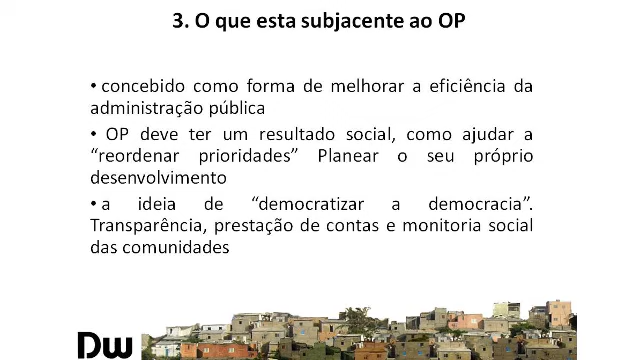 3. O que esta subjacente ao OP
• concebido como forma de melhorar a eficiência da
administração pública
• OP deve ter um resultado social, como ajudar a
“reordenar prioridades” Planear o seu próprio
desenvolvimento
• a ideia de “democratizar a democracia”.
Transparência, prestação de contas e monitoria social
das comunidades
Dw